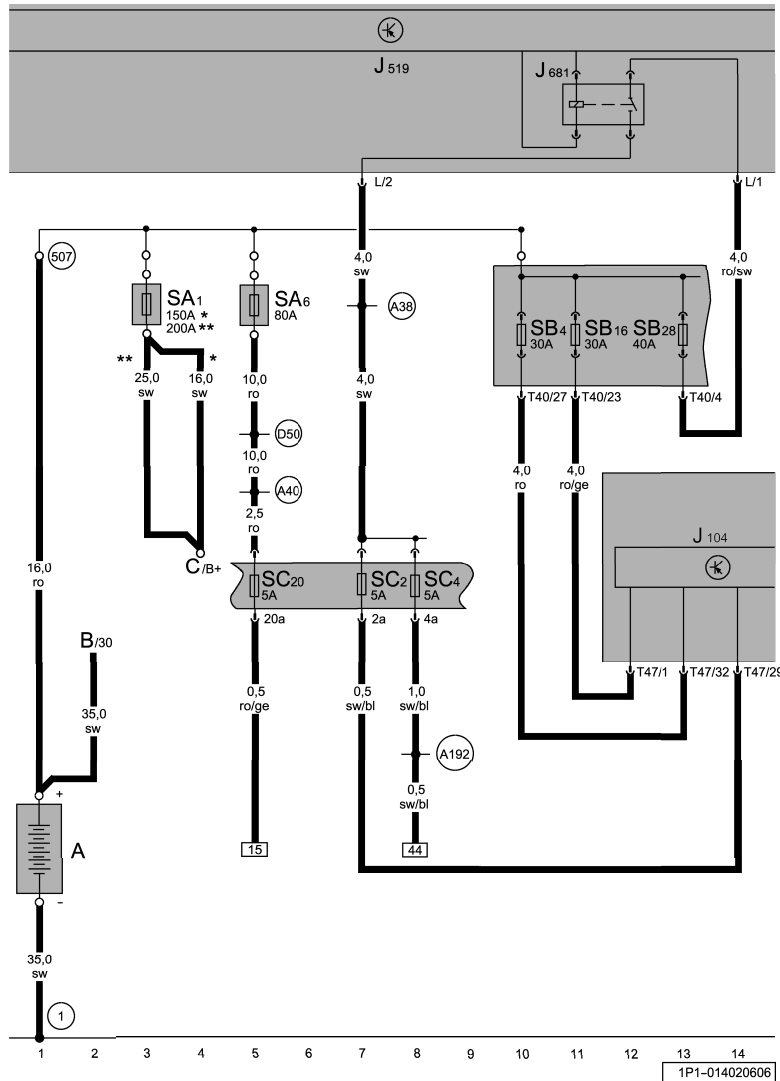 J 519
J 681
L/2
L/1
507
4,0
sw
4,0
ro/sw
SA1
150A *
200A **
SA6
80A
A38
SB4
30A
SB16
30A
SB28
40A
**
*
25,0
sw
16,0
sw
10,0
ro
4,0
sw
T40/27
T40/23
T40/4
D50
10,0
ro
4,0
ro
4,0
ro/ge
A40
2,5
ro
J 104
C/B+
16,0
ro
SC20
5A
SC2
5A
SC4
5A
20a
2a
4a
B/30
T47/1
T47/32
T47/29
0,5
ro/ge
0,5
sw/bl
1,0
sw/bl
35,0
sw
A192
0,5
sw/bl
+
A
15
44
-
35,0
sw
1
1 2 3 4 5 6 7 8 9 10 11 12 13 14
1P1-014020606